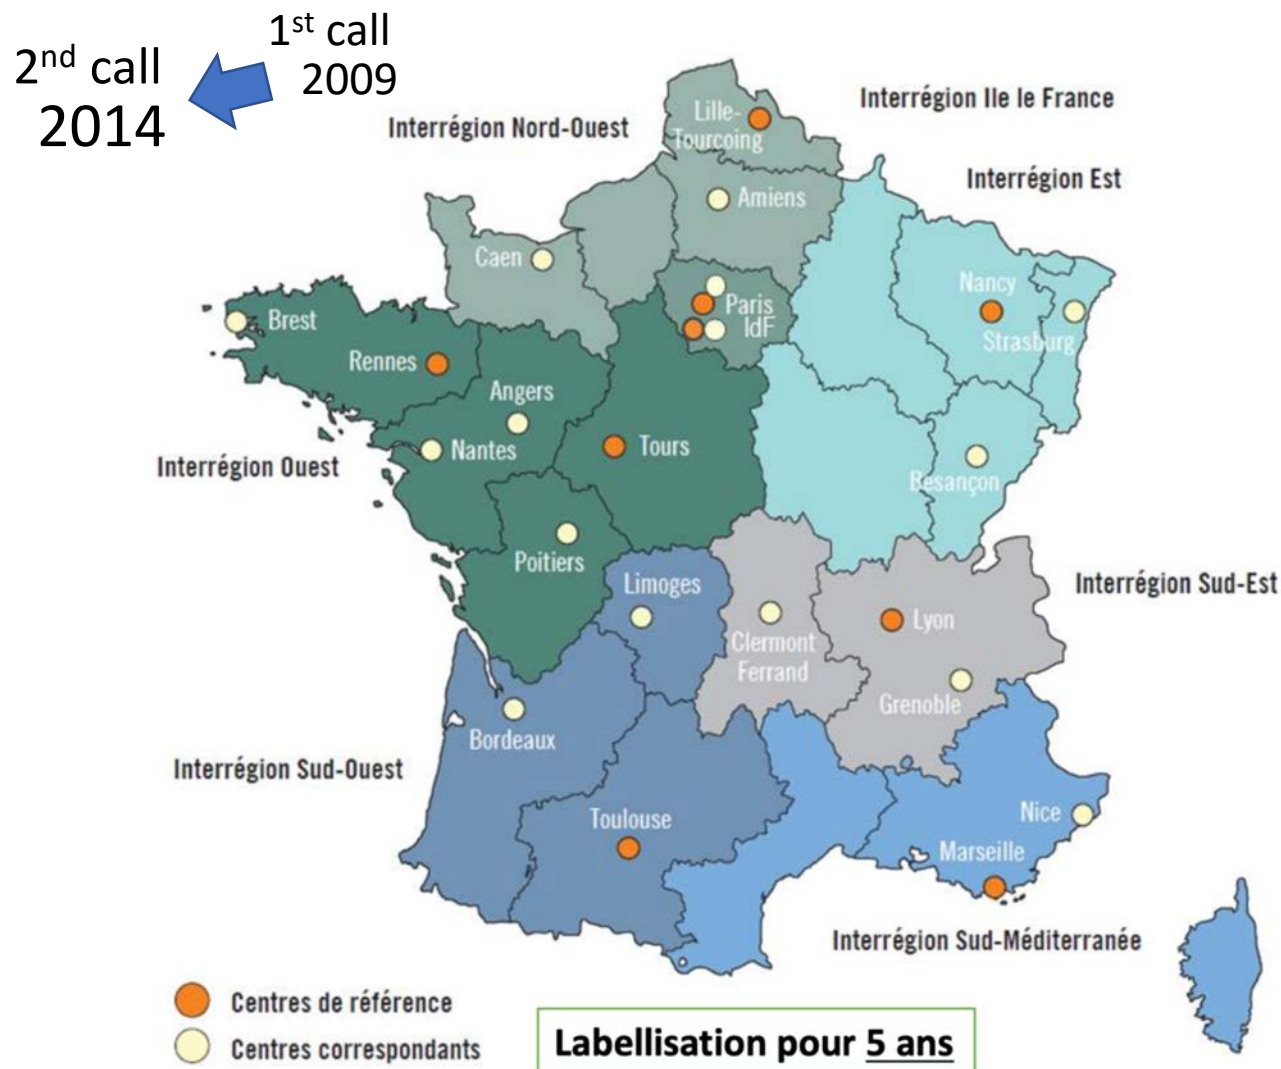 1st call
2009
2nd call
2014
Interrégion Ile le France
Interrégion Nord-Ouest
Lille-
Tourcoing
Interrégion Est
Amiens
Caen
Nancy
Paris
IdF
Brest
Strasburg
Rennes
Angers
Nantes
Tours
Interrégion Ouest
Besançon
Poitiers
Limoges
Interrégion Sud-Est
Lyon
Clermont
Ferrand
Grenoble
Bordeaux
Interrégion Sud-Ouest
Toulouse
Nice
Marseille
Interrégion Sud-Méditerranée
Centres de référence
Centres correspondants
Labellisation pour 5 ans